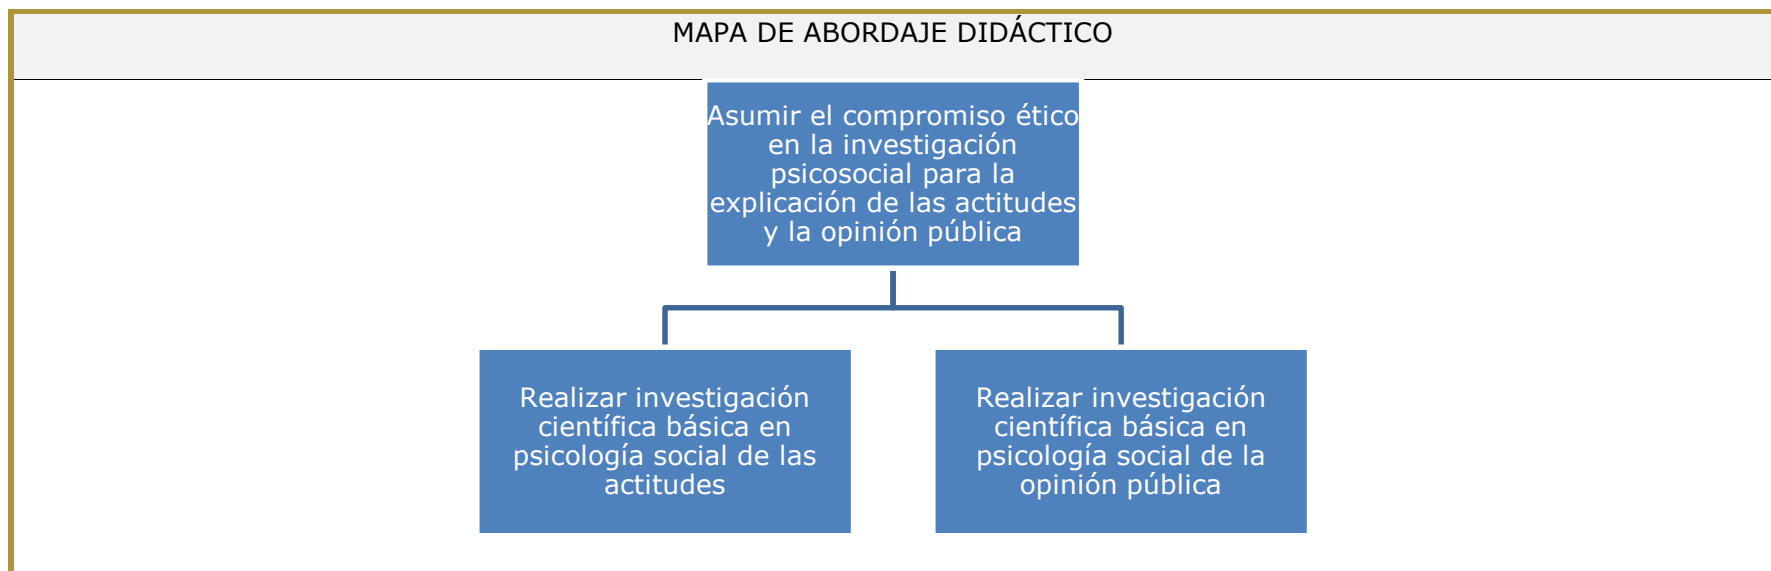 MAPA DE ABORDAJE DIDÁCTICO
Asumir el compromiso ético
en la investigación
psicosocial para la
explicación de las actitudes
y la opinión pública
Realizar investigación
científica básica en
psicología social de las
actitudes
Realizar investigación
científica básica en
psicología social de la
opinión pública